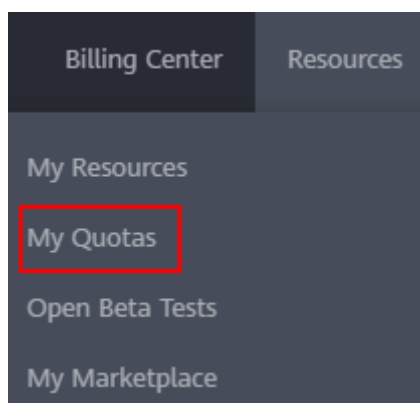 Billing Center Resources
My Resources
My Quotas
Open Beta Tests
My Marketplace